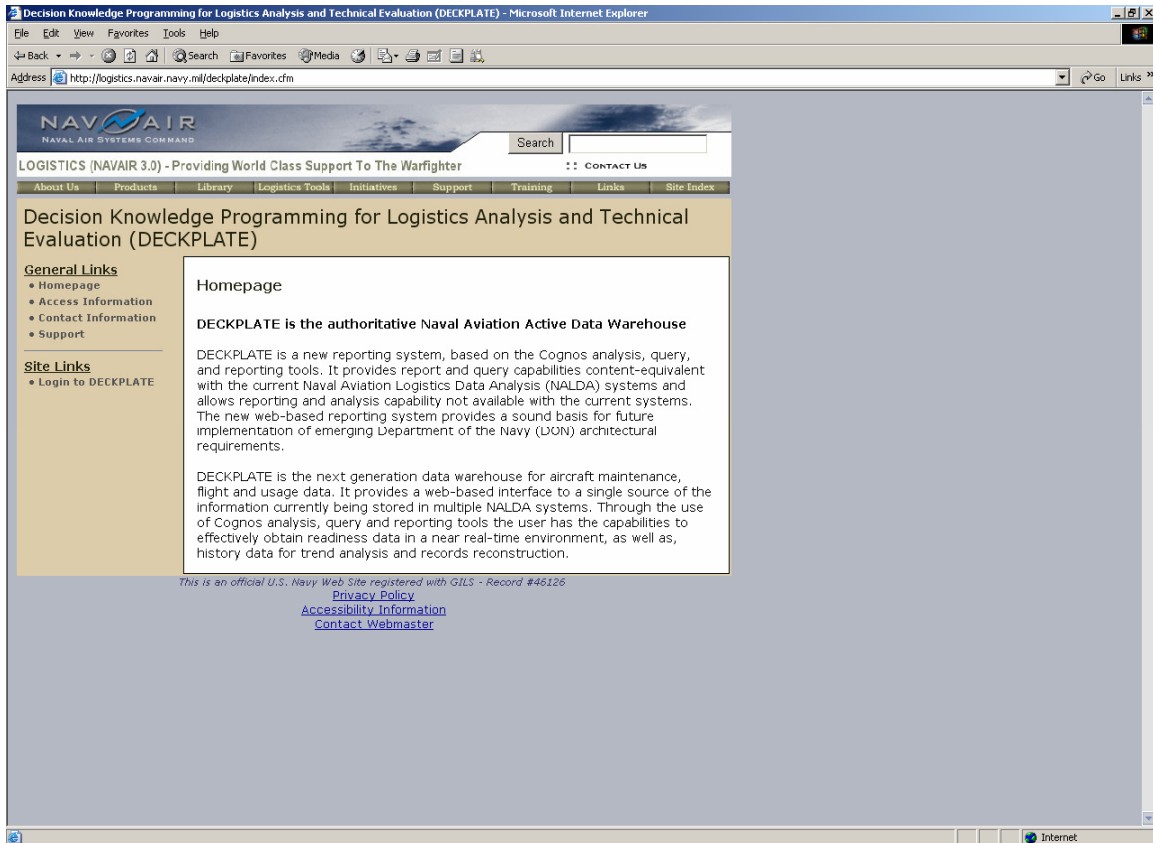 Decision Knowledge Programming for Logistics Analysis and Technical Evaluation (DECKPLATE) - Microsoft Internet Explorer
File Edit View Favorites Tools Help
Back Search Favorites Media
Address http://logistics.navair.navy.mil/deckplate/index.cfm Go Links »
NAVAIR
NAVAL AIR SYSTEMS COMMAND
Search
LOGISTICS (NAVAIR 3.0) - Providing World Class Support To The Warfighter
:: CONTACT US
About Us Products Library Logistics Tools Initiatives Support Training Links Site Index
Decision Knowledge Programming for Logistics Analysis and Technical
Evaluation (DECKPLATE)
General Links
• Homepage
• Access Information
• Contact Information
• Support
Site Links
• Login to DECKPLATE
Homepage
DECKPLATE is the authoritative Naval Aviation Active Data Warehouse
DECKPLATE is a new reporting system, based on the Cognos analysis, query,
and reporting tools. It provides report and query capabilities content-equivalent
with the current Naval Aviation Logistics Data Analysis (NALDA) systems and
allows reporting and analysis capability not available with the current systems.
The new web-based reporting system provides a sound basis for future
implementation of emerging Department of the Navy (DON) architectural
requirements.
DECKPLATE is the next generation data warehouse for aircraft maintenance,
flight and usage data. It provides a web-based interface to a single source of the
information currently being stored in multiple NALDA systems. Through the use
of Cognos analysis, query and reporting tools the user has the capabilities to
effectively obtain readiness data in a near real-time environment, as well as,
history data for trend analysis and records reconstruction.
This is an official U.S. Navy Web Site registered with GILS - Record #46126
Privacy Policy
Accessibility Information
Contact Webmaster
Internet